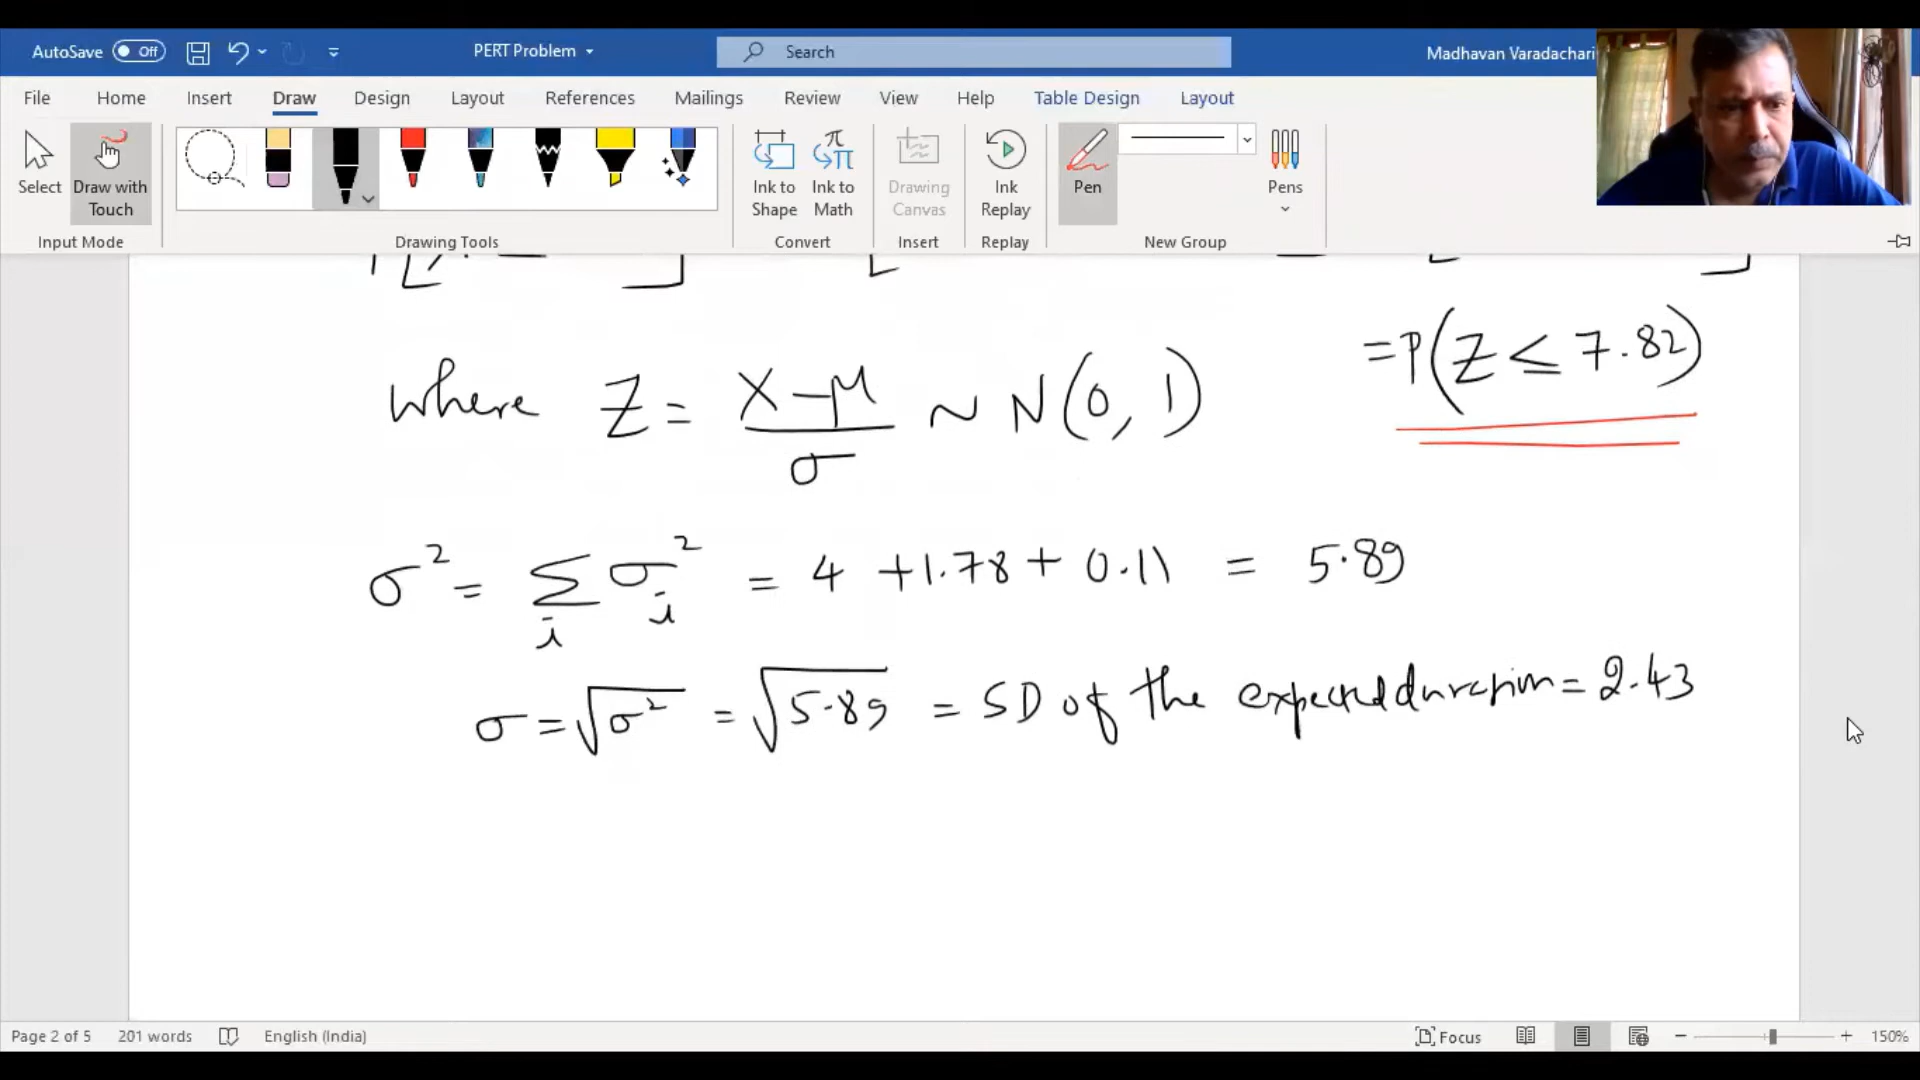 AutoSave Off PERT Problem Search Madhavan Varadachari
File Home Insert Draw Design Layout References Mailings Review View Help Table Design Layout
Select Draw with Touch Ink to Shape Ink to Math Drawing Canvas Ink Replay Pen Pens
Input Mode Drawing Tools Convert Insert Replay New Group
=P(Z ≤ 7.82)
where Z = X-μ / σ ~ N(0, 1)
σ² = Σ_i σ_i² = 4 +1.78 + 0.11 = 5.89
σ = √σ² = √5.89 = SD of the expected duration = 2.43
Page 2 of 5 201 words English (India) Focus 150%